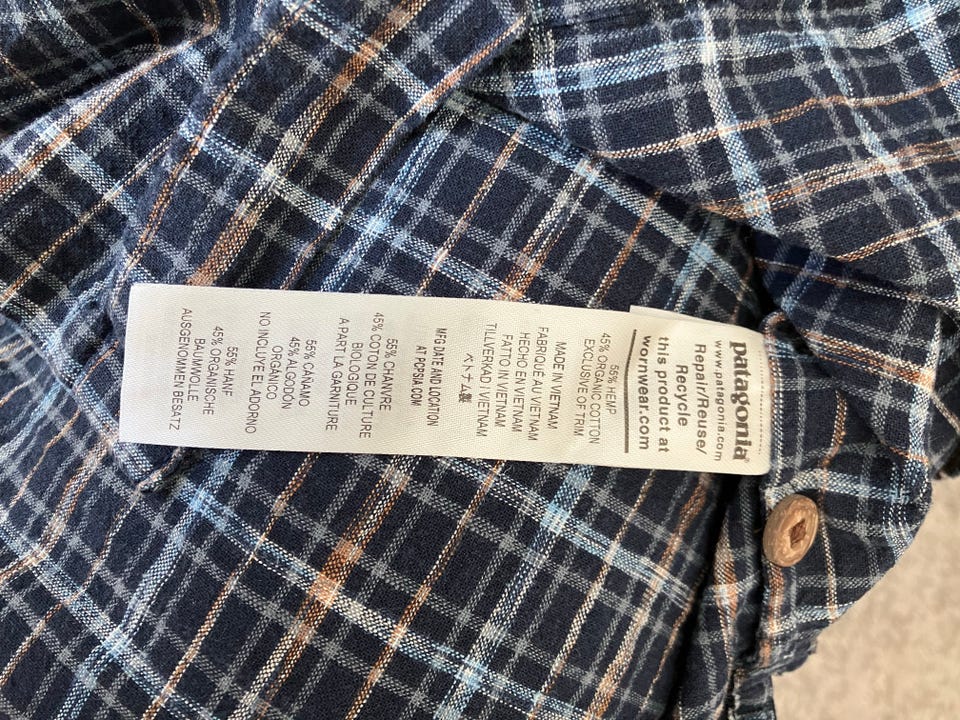 patagonia®
www.patagonia.com
Repair/Reuse/
Recycle
this product at
wornwear.com
55% HEMP
45% ORGANIC COTTON
EXCLUSIVE OF TRIM
MADE IN VIETNAM
FABRIQUE AU VIETNAM
HECHO EN VIETNAM
FATTO IN VIETNAM
TILLVERKAD I VIETNAM
ベトナム製
MFG DATE AND LOCATION
AT PCPSIA.COM
55% CHANVRE
45% COTON DE CULTURE
BIOLOGIQUE
A PART LA GARNITURE
55% CAÑAMO
45% ALGODÓN
ORGANICO
NO INCLUYE EL ADORNO
55% HANF
45% ORGANISCHE
BAUMWOLLE
AUSGENOMMEN BESATZ